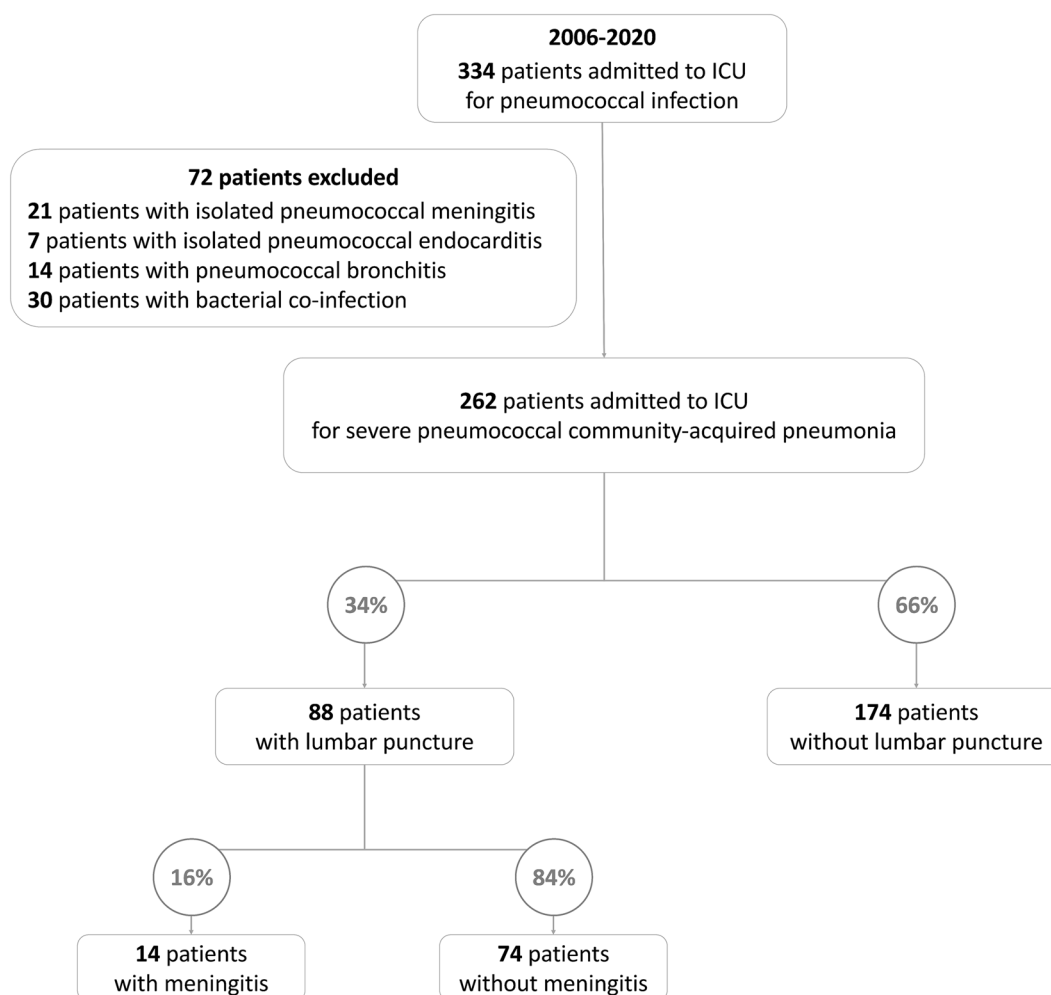 2006-2020
334 patients admitted to ICU
for pneumococcal infection
72 patients excluded
21 patients with isolated pneumococcal meningitis
7 patients with isolated pneumococcal endocarditis
14 patients with pneumococcal bronchitis
30 patients with bacterial co-infection
262 patients admitted to ICU
for severe pneumococcal community-acquired pneumonia
34%
66%
88 patients
with lumbar puncture
174 patients
without lumbar puncture
16%
84%
14 patients
with meningitis
74 patients
without meningitis